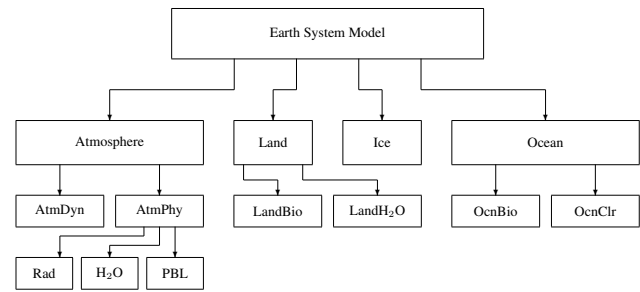 Earth System Model
Atmosphere
Land
Ice
Ocean
AtmDyn
AtmPhy
LandBio
LandH₂O
OcnBio
OcnClr
Rad
H₂O
PBL